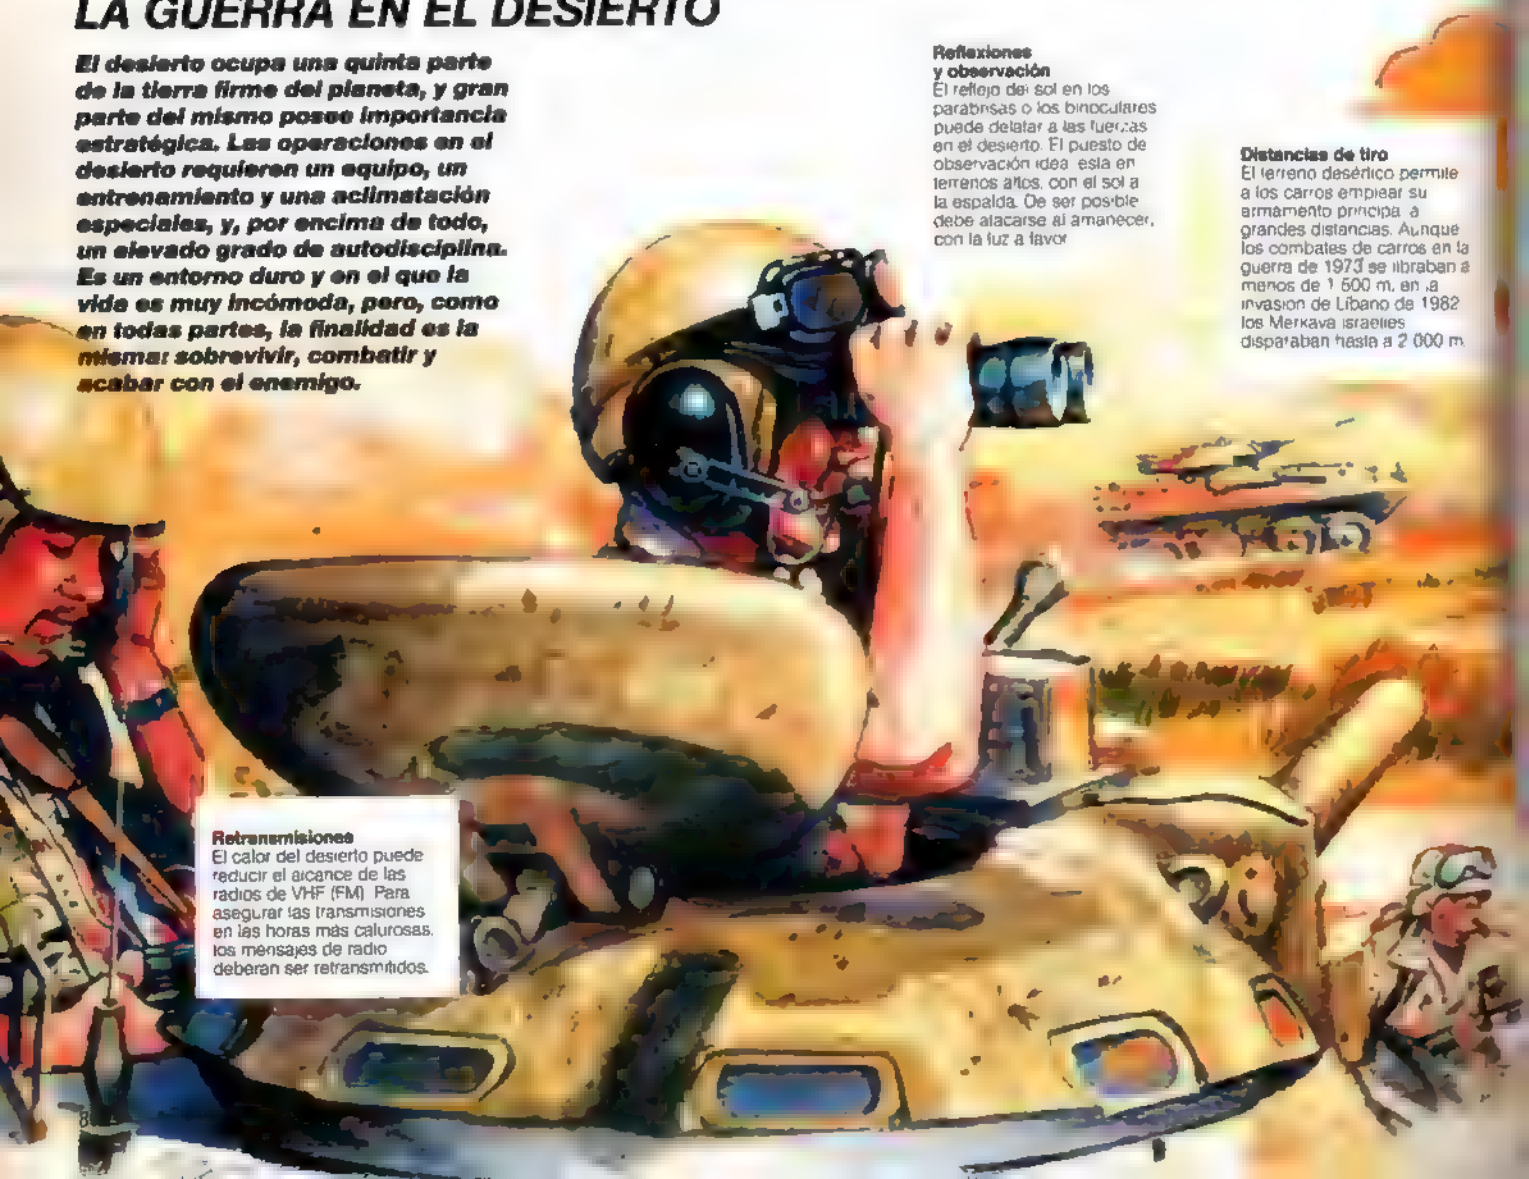 LA GUERRA EN EL DESIERTO
El desierto ocupa una quinta parte
de la tierra firme del planeta, y gran
parte del mismo posee importancia
estratégica. Las operaciones en el
desierto requieren un equipo, un
entrenamiento y una aclimatación
especiales, y, por encima de todo,
un elevado grado de autodisciplina.
Es un entorno duro y en el que la
vida es muy incómoda, pero, como
en todas partes, la finalidad es la
misma: sobrevivir, combatir y
acabar con el enemigo.
Reflexiones
y observación
El reflejo del sol en los
parabrisas o los binoculares
puede delatar a las fuerzas
en el desierto. El puesto de
observación ideal está en
terrenos altos, con el sol a
la espalda. De ser posible
debe atacarse al amanecer,
con la luz a favor
Distancias de tiro
El terreno desértico permite
a los carros emplear su
armamento principal a
grandes distancias. Aunque
los combates de carros en la
guerra de 1973 se libraban a
menos de 1 500 m, en la
invasión de Líbano de 1982
los Merkava israelíes
disparaban hasta a 2 000 m.
Retransmisiones
El calor del desierto puede
reducir el alcance de las
radios de VHF (FM). Para
asegurar las transmisiones
en las horas más calurosas,
los mensajes de radio
deberán ser retransmitidos.
8